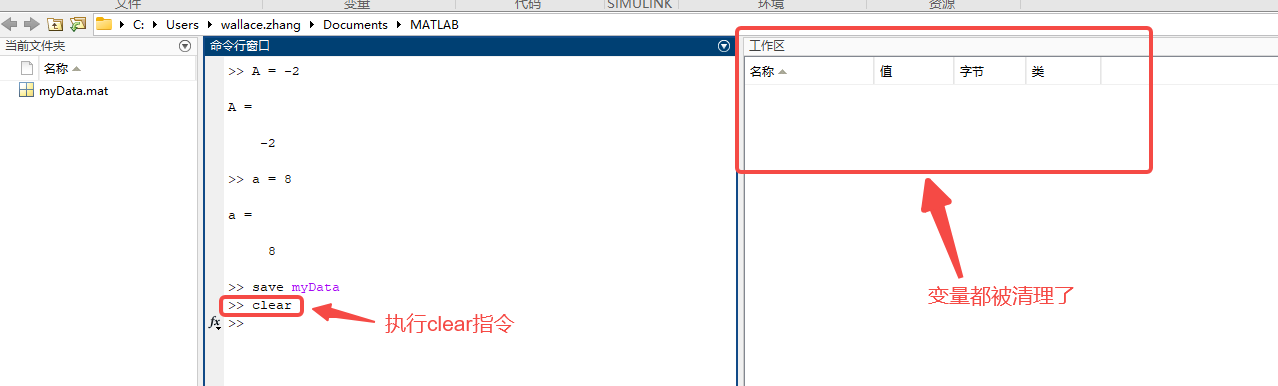 文件 变量 代码 SIMULINK 环境 资源
C: Users wallace.zhang Documents MATLAB
当前文件夹
名称
myData.mat
命令行窗口
>> A = -2
A =
-2
>> a = 8
a =
8
>> save myData
>> clear
fx >>
执行clear指令
工作区
名称 值 字节 类
变量都被清理了